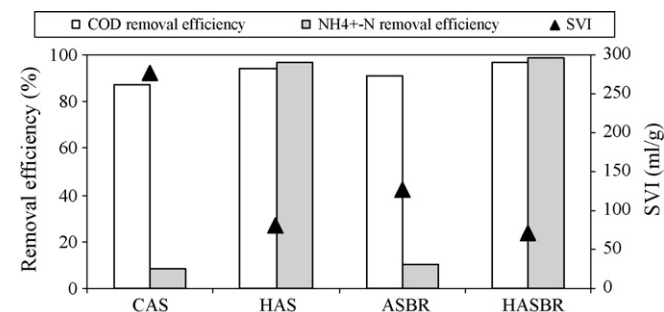 COD removal efficiency NH4+-N removal efficiency SVI
100 300
80 250
60 200
40 150
20 100
0 50
0
Removal efficiency (%)
SVI (ml/g)
CAS HAS ASBR HASBR